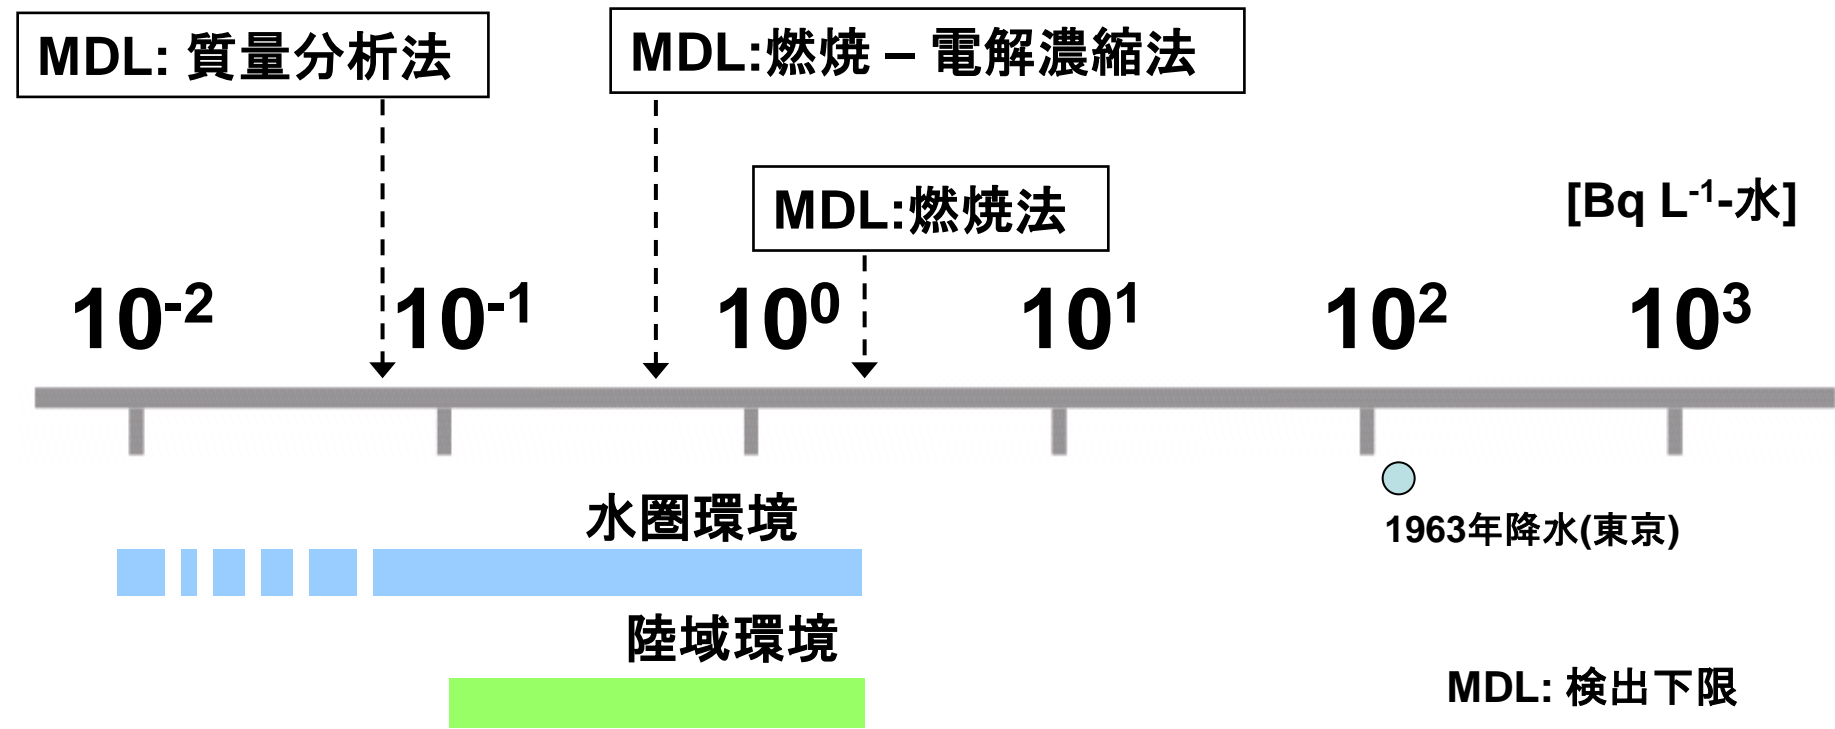 MDL: 質量分析法
MDL:燃焼 – 電解濃縮法
MDL:燃焼法
[Bq L⁻¹-水]
10⁻² 10⁻¹ 10⁰ 10¹ 10² 10³
水圏環境
1963年降水(東京)
陸域環境
MDL: 検出下限